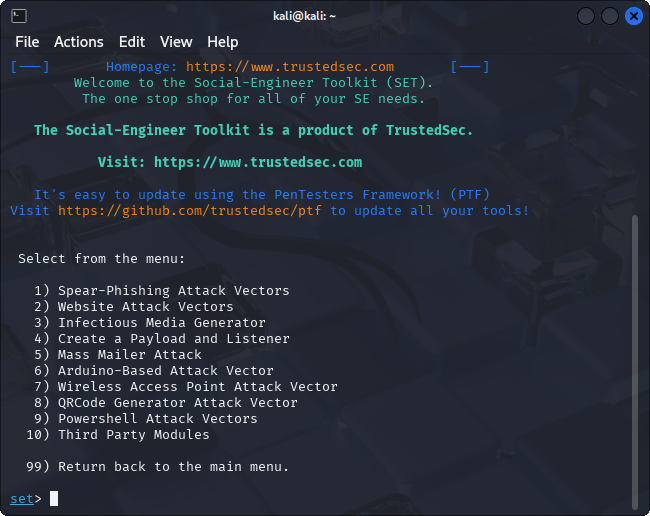 kali@kali: ~
File Actions Edit View Help
[---] Homepage: https://www.trustedsec.com [---]
Welcome to the Social-Engineer Toolkit (SET).
The one stop shop for all of your SE needs.
The Social-Engineer Toolkit is a product of TrustedSec.
Visit: https://www.trustedsec.com
It's easy to update using the PenTesters Framework! (PTF)
Visit https://github.com/trustedsec/ptf to update all your tools!
Select from the menu:
1) Spear-Phishing Attack Vectors
2) Website Attack Vectors
3) Infectious Media Generator
4) Create a Payload and Listener
5) Mass Mailer Attack
6) Arduino-Based Attack Vector
7) Wireless Access Point Attack Vector
8) QRCode Generator Attack Vector
9) Powershell Attack Vectors
10) Third Party Modules
99) Return back to the main menu.
set>